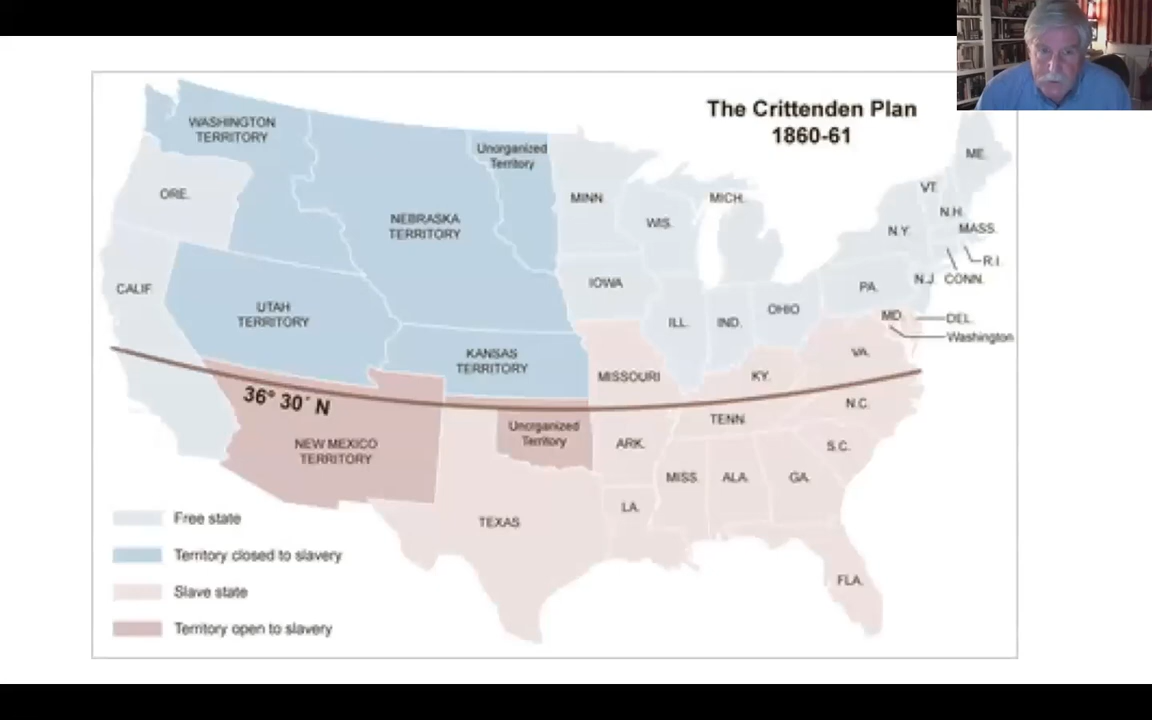 The Crittenden Plan
1860-61
WASHINGTON
TERRITORY
Unorganized
Territory
ORE.
NEBRASKA
TERRITORY
MINN
WIS.
MICH.
ME.
VT.
N.H.
MASS.
N.Y.
R.I.
CONN.
N.J.
PA.
CALIF
UTAH
TERRITORY
IOWA
ILL.
IND.
OHIO
MD.
DEL.
Washington
KANSAS
TERRITORY
MISSOURI
KY.
VA.
36° 30' N
NEW MEXICO
TERRITORY
Unorganized
Territory
ARK.
TENN.
N.C.
S.C.
MISS.
ALA.
GA.
LA.
TEXAS
FLA.
Free state
Territory closed to slavery
Slave state
Territory open to slavery